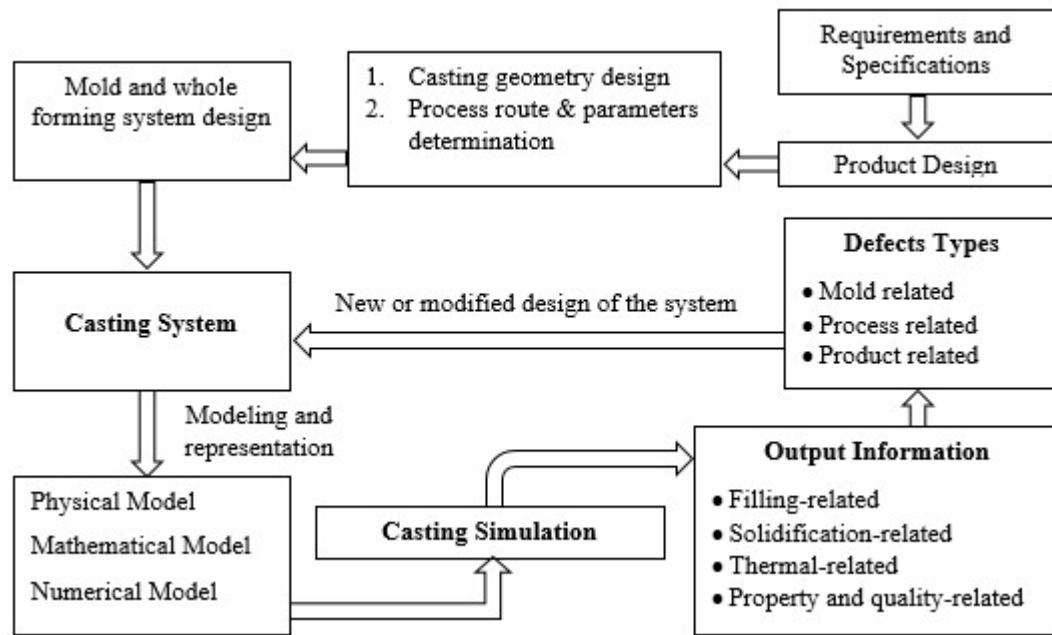 Requirements and
Specifications
Product Design
1. Casting geometry design
2. Process route & parameters
determination
Mold and whole
forming system design
Casting System
New or modified design of the system
Defects Types
• Mold related
• Process related
• Product related
Modeling and
representation
Physical Model
Mathematical Model
Numerical Model
Casting Simulation
Output Information
• Filling-related
• Solidification-related
• Thermal-related
• Property and quality-related